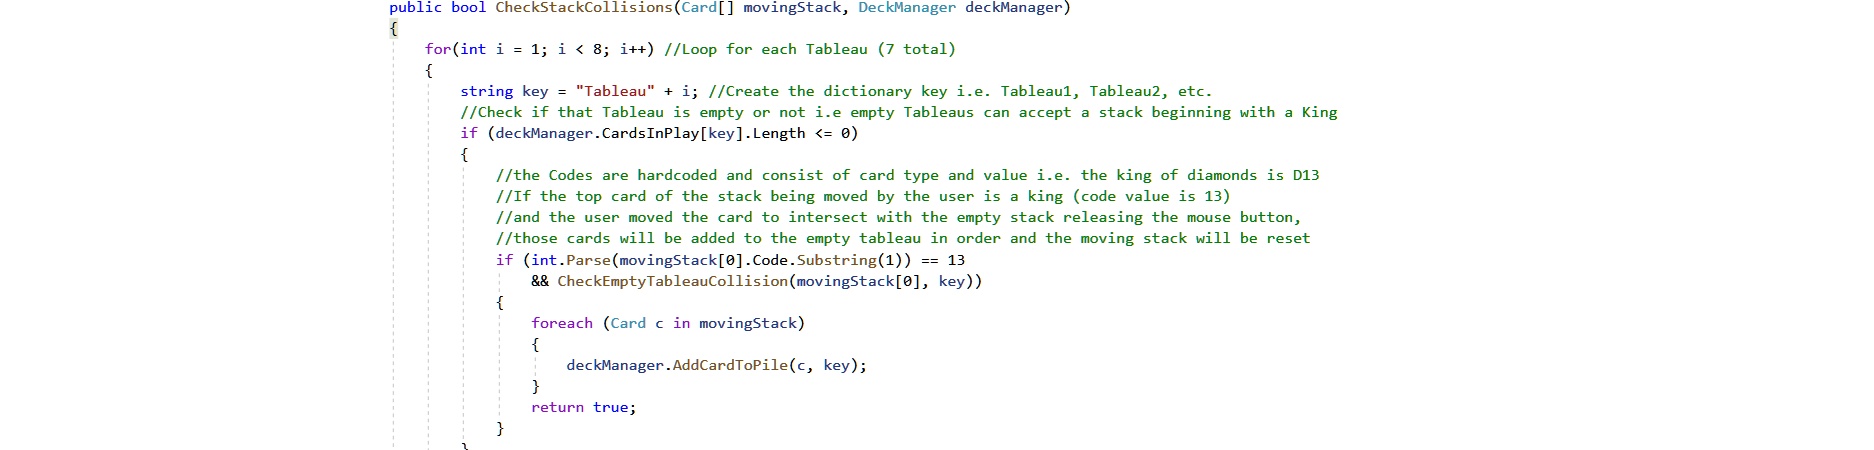 public bool CheckStackCollisions(Card[] movingStack, DeckManager deckManager)
{
for(int i = 1; i < 8; i++) //Loop for each Tableau (7 total)
{
string key = "Tableau" + i; //Create the dictionary key i.e. Tableau1, Tableau2, etc.
//Check if that Tableau is empty or not i.e empty Tableaus can accept a stack beginning with a King
if (deckManager.CardsInPlay[key].Length <= 0)
{
//the Codes are hardcoded and consist of card type and value i.e. the king of diamonds is D13
//If the top card of the stack being moved by the user is a king (code value is 13)
//and the user moved the card to intersect with the empty stack releasing the mouse button,
//those cards will be added to the empty tableau in order and the moving stack will be reset
if (int.Parse(movingStack[0].Code.Substring(1)) == 13
&& CheckEmptyTableauCollision(movingStack[0], key))
{
foreach (Card c in movingStack)
{
deckManager.AddCardToPile(c, key);
}
return true;
}
}